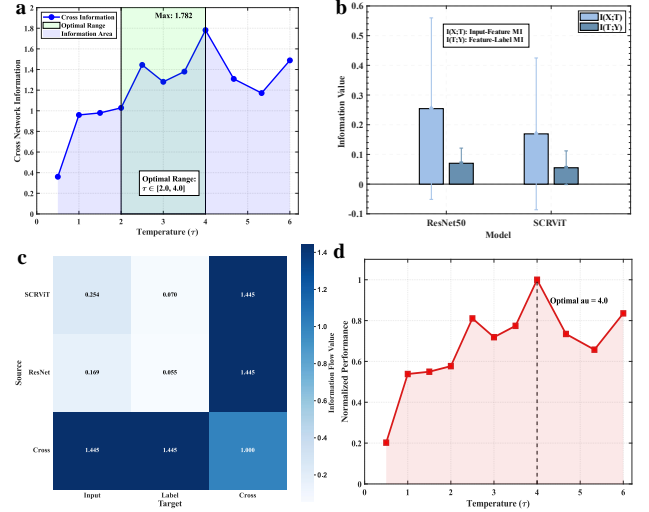 a
Cross Network Information
2
1.8
1.6
1.4
1.2
1
0.8
0.6
0.4
0.2
0
Cross Information
Optimal Range
Information Area
Max: 1.782
Optimal Range:
τ ∈ [2.0, 4.0]
0 1 2 3 4 5 6
Temperature (τ)
b
Information Value
0.6
0.5
0.4
0.3
0.2
0.1
0
-0.1
I(X;T): Input-Feature MI
I(T;Y): Feature-Label MI
I(X;T)
I(T;Y)
ResNet50 SCRViT
Model
c
Source
SCRViT 0.254 0.070 1.445
ResNet 0.169 0.055 1.445
Cross 1.445 1.445 1.000
Input Label Cross
Target
1.4
1.2
1.0
0.8
0.6
0.4
0.2
Information Flow Value
d
Normalized Performance
1
0.8
0.6
0.4
0.2
0
Optimal au = 4.0
0 1 2 3 4 5 6
Temperature (τ)